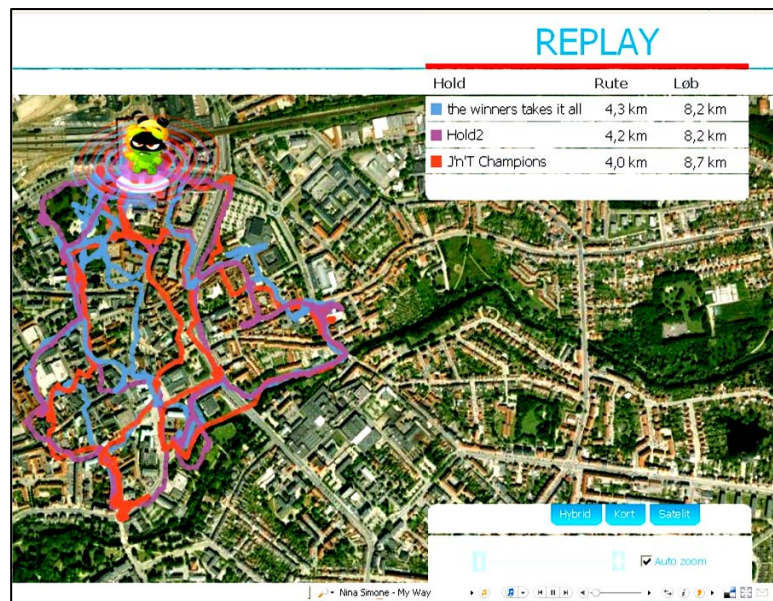 REPLAY
Hold Rute Løb
the winners takes it all 4,3 km 8,2 km
Hold2 4,2 km 8,2 km
J'n'T Champions 4,0 km 8,7 km
Hybrid Kort Satelit
Auto zoom
Nina Simone - My Way